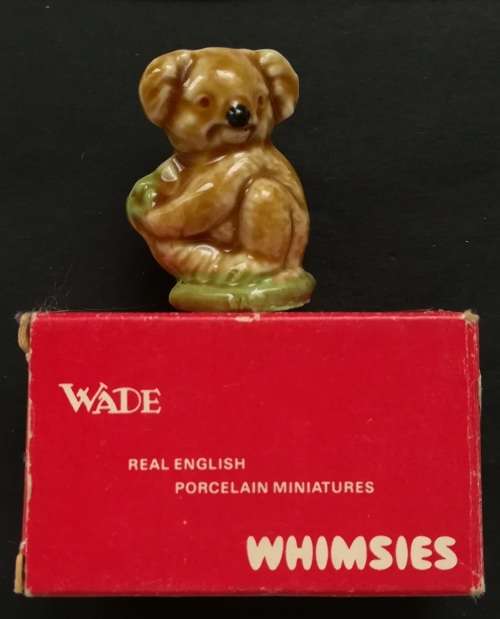 WADE
REAL ENGLISH
PORCELAIN MINIATURES
WHIMSIES